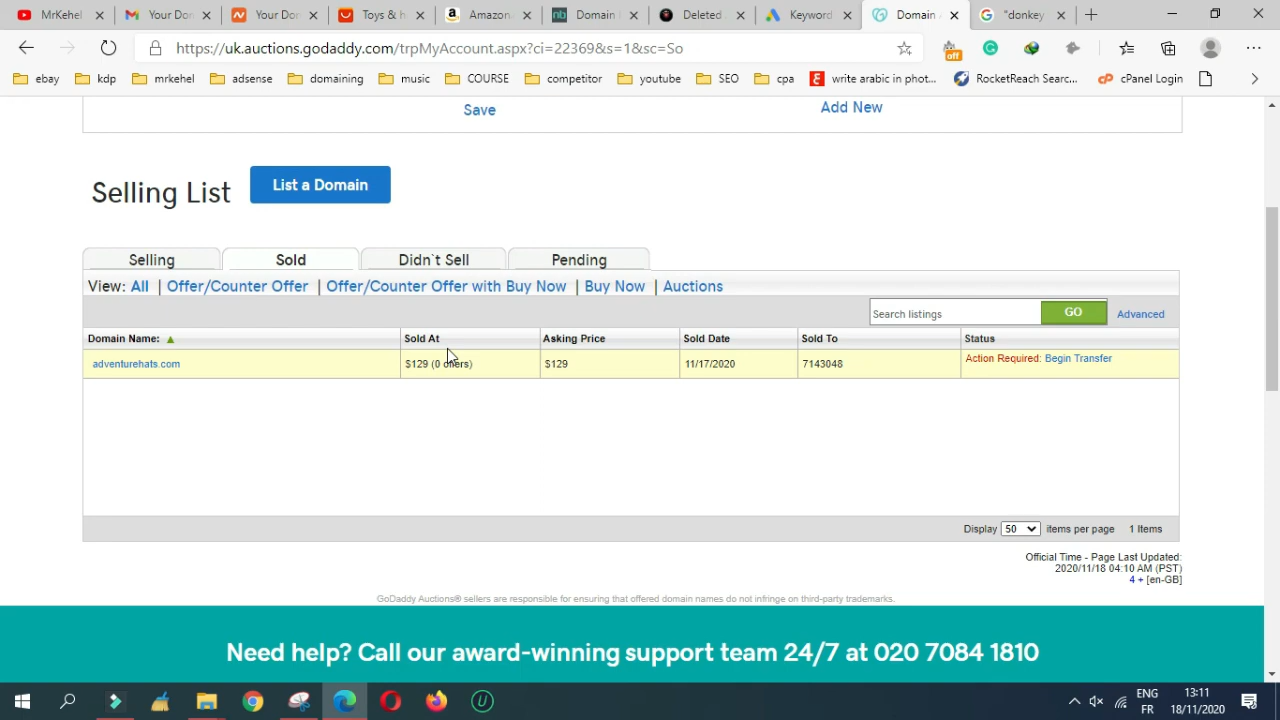 MrKehel
Your Don
Your Do
Toys & H
Amazon
Domain
Deleted
Keyword
Domain
"donkey
https://uk.auctions.godaddy.com/trpMyAccount.aspx?ci=22369&s=1&sc=So
off
ebay
kdp
mrkehel
adsense
domaining
music
COURSE
competitor
youtube
SEO
cpa
write arabic in phot...
RocketReach Searc...
cPanel Login
Save
Add New
Selling List
List a Domain
Selling
Sold
Didn`t Sell
Pending
View: All | Offer/Counter Offer | Offer/Counter Offer with Buy Now | Buy Now | Auctions
Search listings
GO
Advanced
Domain Name: Sold At Asking Price Sold Date Sold To Status
adventurehats.com $129 (0 offers) $129 11/17/2020 7143048 Action Required: Begin Transfer
Display 50 items per page 1 Items
Official Time - Page Last Updated:
2020/11/18 04:10 AM (PST)
4 + [en-GB]
GoDaddy Auctions® sellers are responsible for ensuring that offered domain names do not infringe on third-party trademarks.
Need help? Call our award-winning support team 24/7 at 020 7084 1810
ENG
FR
13:11
18/11/2020